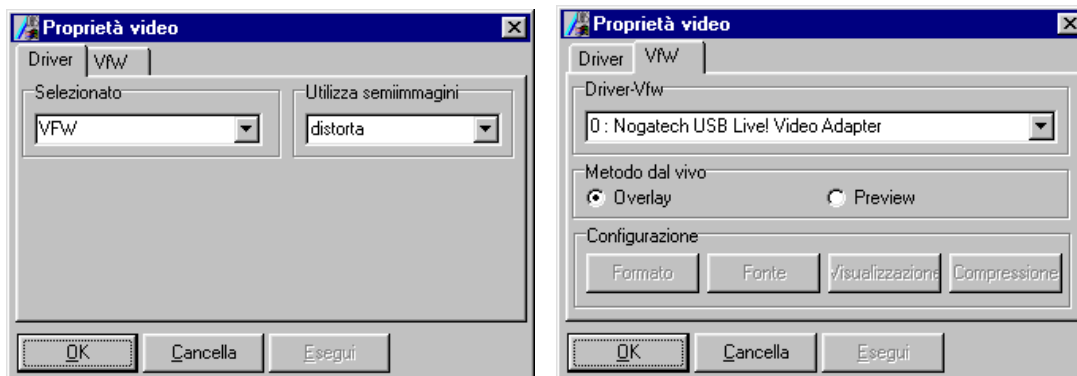 Proprietà video
Driver VfW
Selezionato Utilizza semiimmagini
VFW distorta
OK Cancella Esegui
Proprietà video
Driver VfW
Driver-Vfw
0 : Nogatech USB Live! Video Adapter
Metodo dal vivo
Overlay Preview
Configurazione
Formato Fonte Visualizzazione Compressione
OK Cancella Esegui